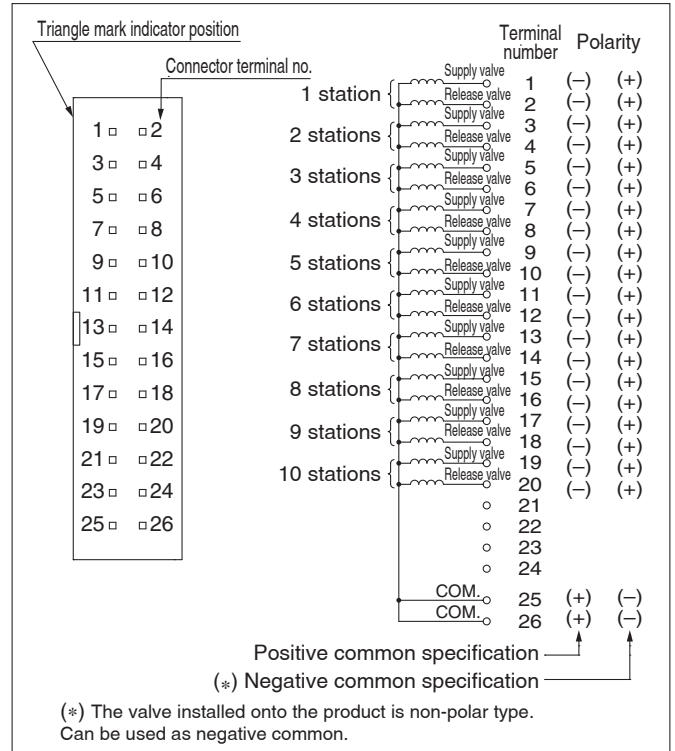 Triangle mark indicator position
Connector terminal no.
1 2
3 4
5 6
7 8
9 10
11 12
13 14
15 16
17 18
19 20
21 22
23 24
25 26
Terminal number Polarity
1 station Supply valve 1 (–) (+)
Release valve 2 (–) (+)
2 stations Supply valve 3 (–) (+)
Release valve 4 (–) (+)
3 stations Supply valve 5 (–) (+)
Release valve 6 (–) (+)
4 stations Supply valve 7 (–) (+)
Release valve 8 (–) (+)
5 stations Supply valve 9 (–) (+)
Release valve 10 (–) (+)
6 stations Supply valve 11 (–) (+)
Release valve 12 (–) (+)
7 stations Supply valve 13 (–) (+)
Release valve 14 (–) (+)
8 stations Supply valve 15 (–) (+)
Release valve 16 (–) (+)
9 stations Supply valve 17 (–) (+)
Release valve 18 (–) (+)
10 stations Supply valve 19 (–) (+)
Release valve 20 (–) (+)
21
22
23
24
COM. 25 (+) (–)
COM. 26 (+) (–)
Positive common specification
(∗) Negative common specification
(∗) The valve installed onto the product is non-polar type.
Can be used as negative common.